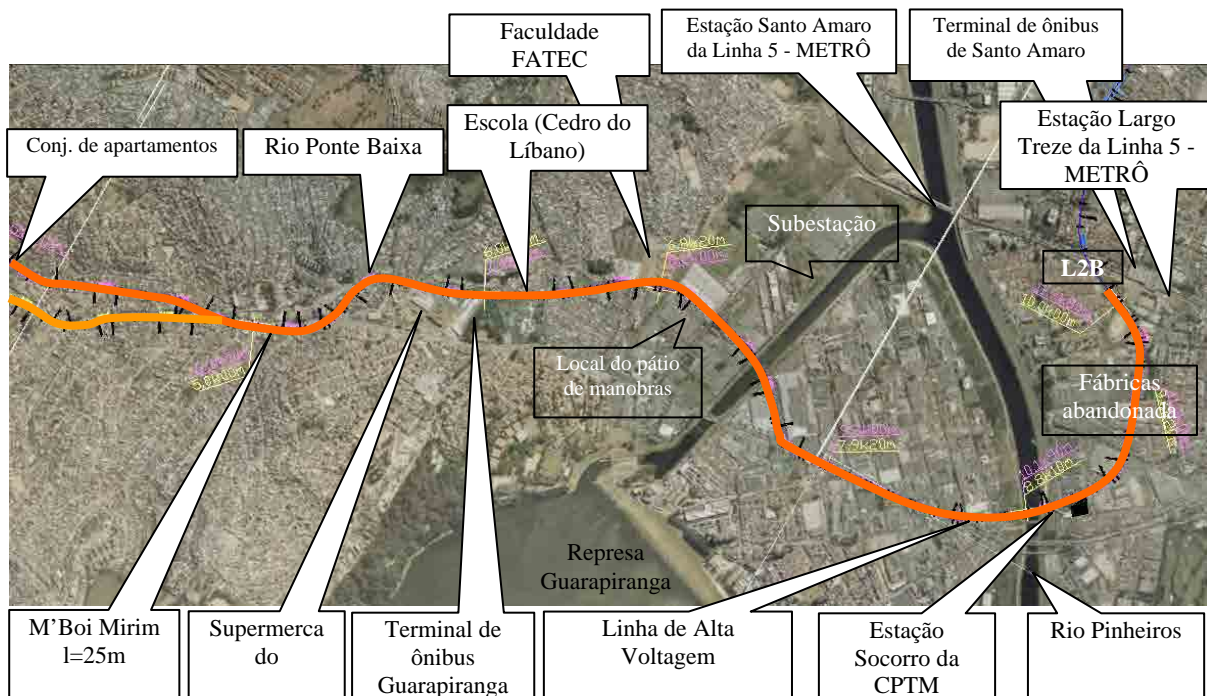 Faculdade
FATEC
Estação Santo Amaro
da Linha 5 - METRÔ
Terminal de ônibus
de Santo Amaro
Conj. de apartamentos
Rio Ponte Baixa
Escola (Cedro do
Líbano)
Estação Largo
Treze da Linha 5 -
METRÔ
Subestação
L2B
Local do pátio
de manobras
Fábricas
abandonada
Represa
Guarapiranga
M’Boi Mirim
l=25m
Supermerca
do
Terminal de
ônibus
Guarapiranga
Linha de Alta
Voltagem
Estação
Socorro da
CPTM
Rio Pinheiros